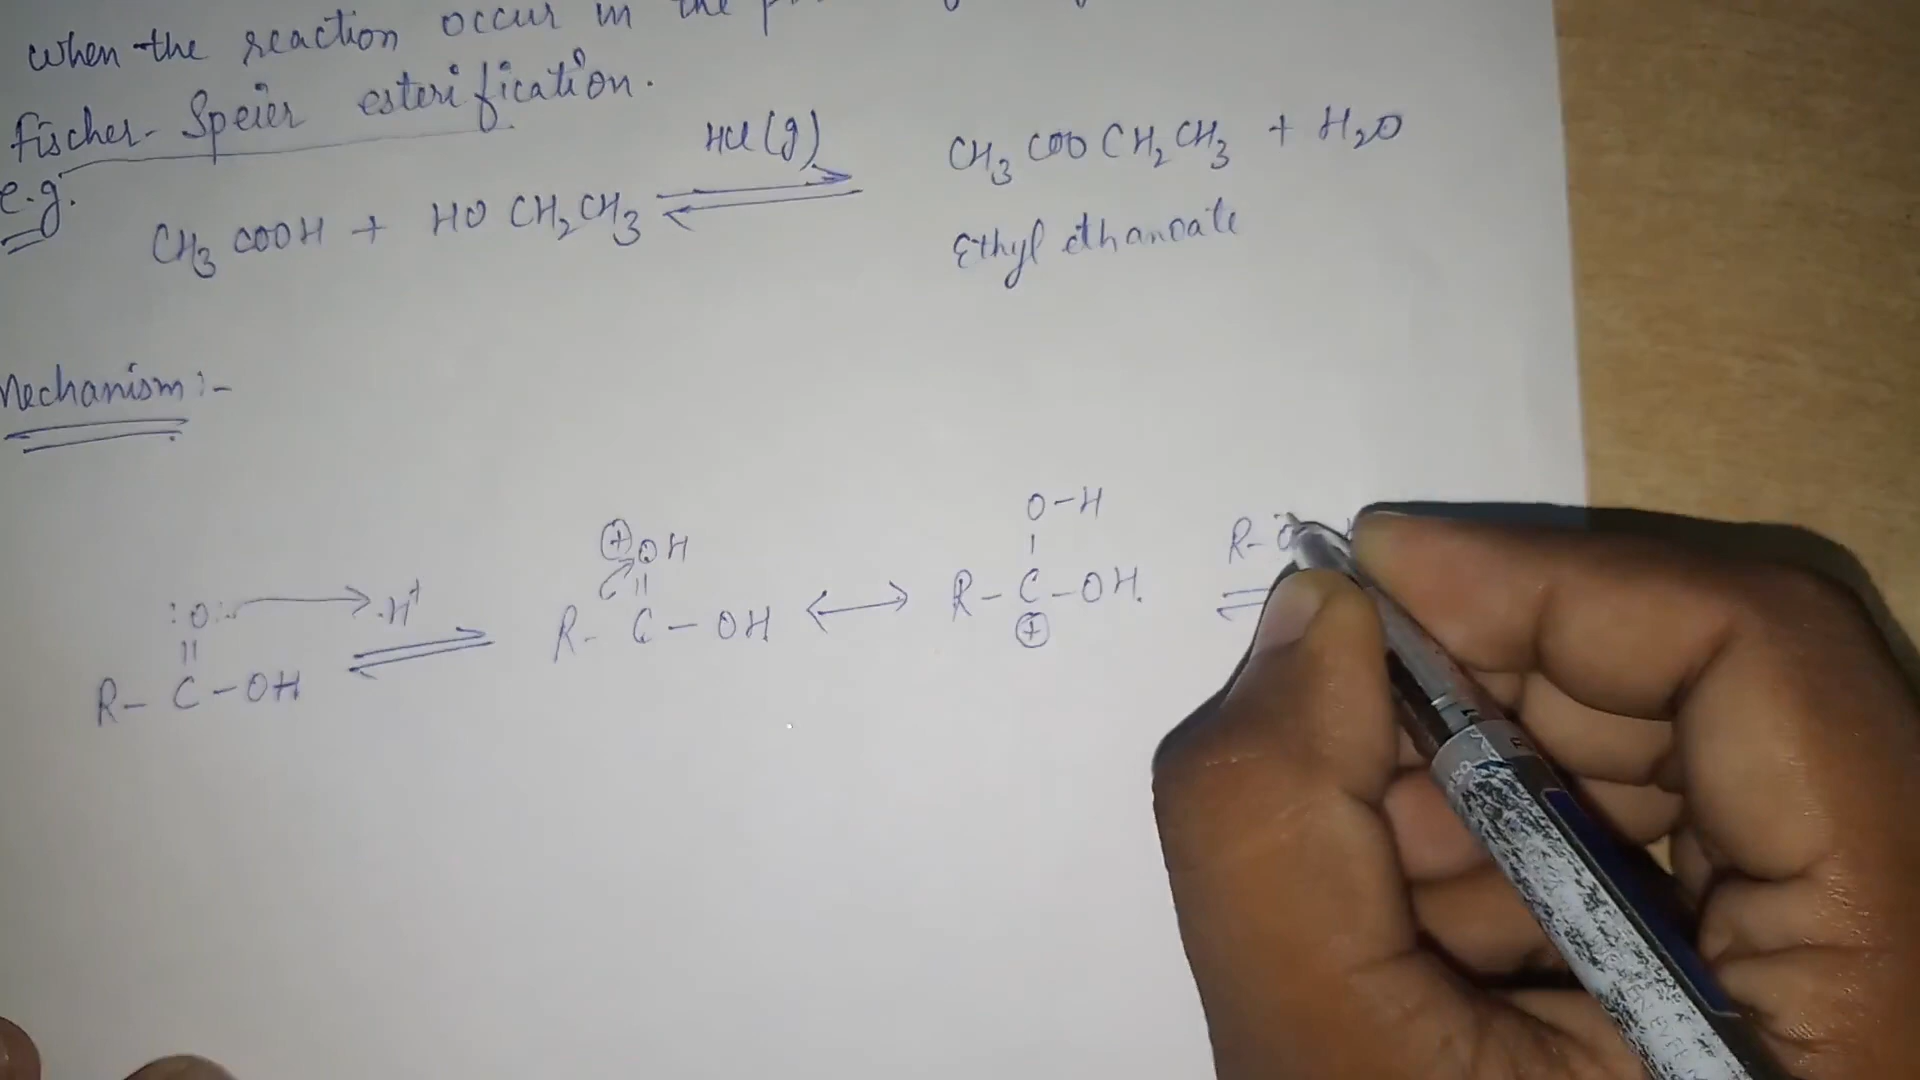 when the reaction occur in the
Fischer-Speier esterification.
e.g.
HCl(g)
CH3COOH + HOCH2CH3 ⇌ CH3COOCH2CH3 + H2O
Ethyl ethanoate
Mechanism:-
:O: → H+
||
R-C-OH ⇌
⊕OH
||
R-C-OH ↔
O-H
|
R-C-OH
⊕
R-Ö
⇌